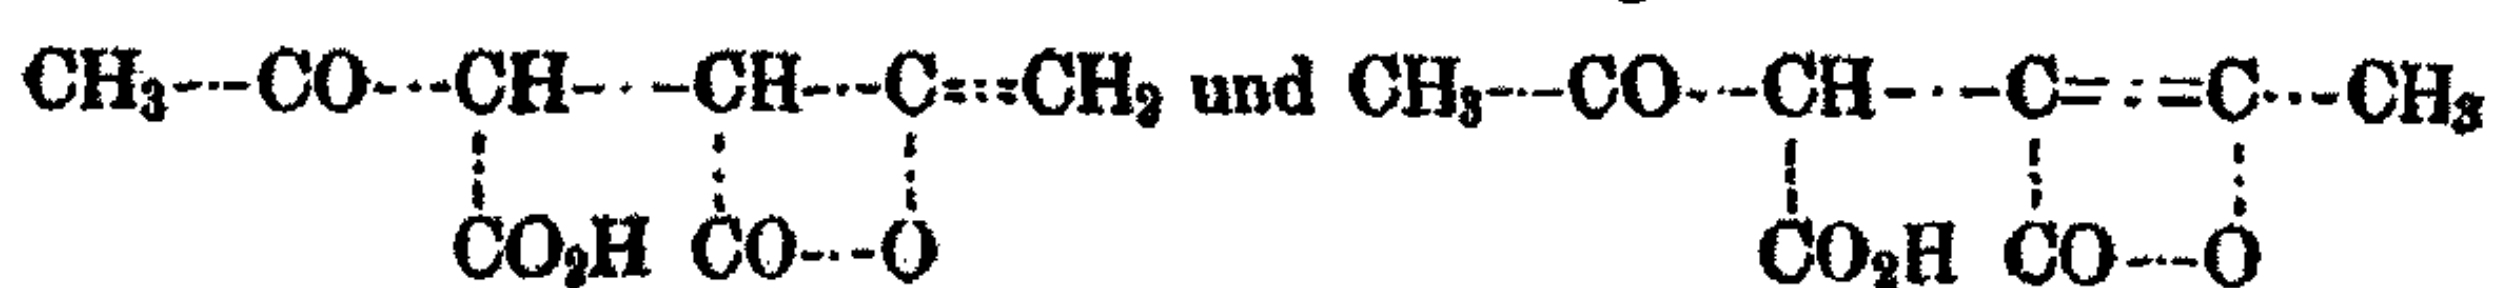 CH3---CO---CH-·-CH---C===CH2 und CH3---CO---CH-·-C===C---CH3
CO2H CO---O CO2H CO---O